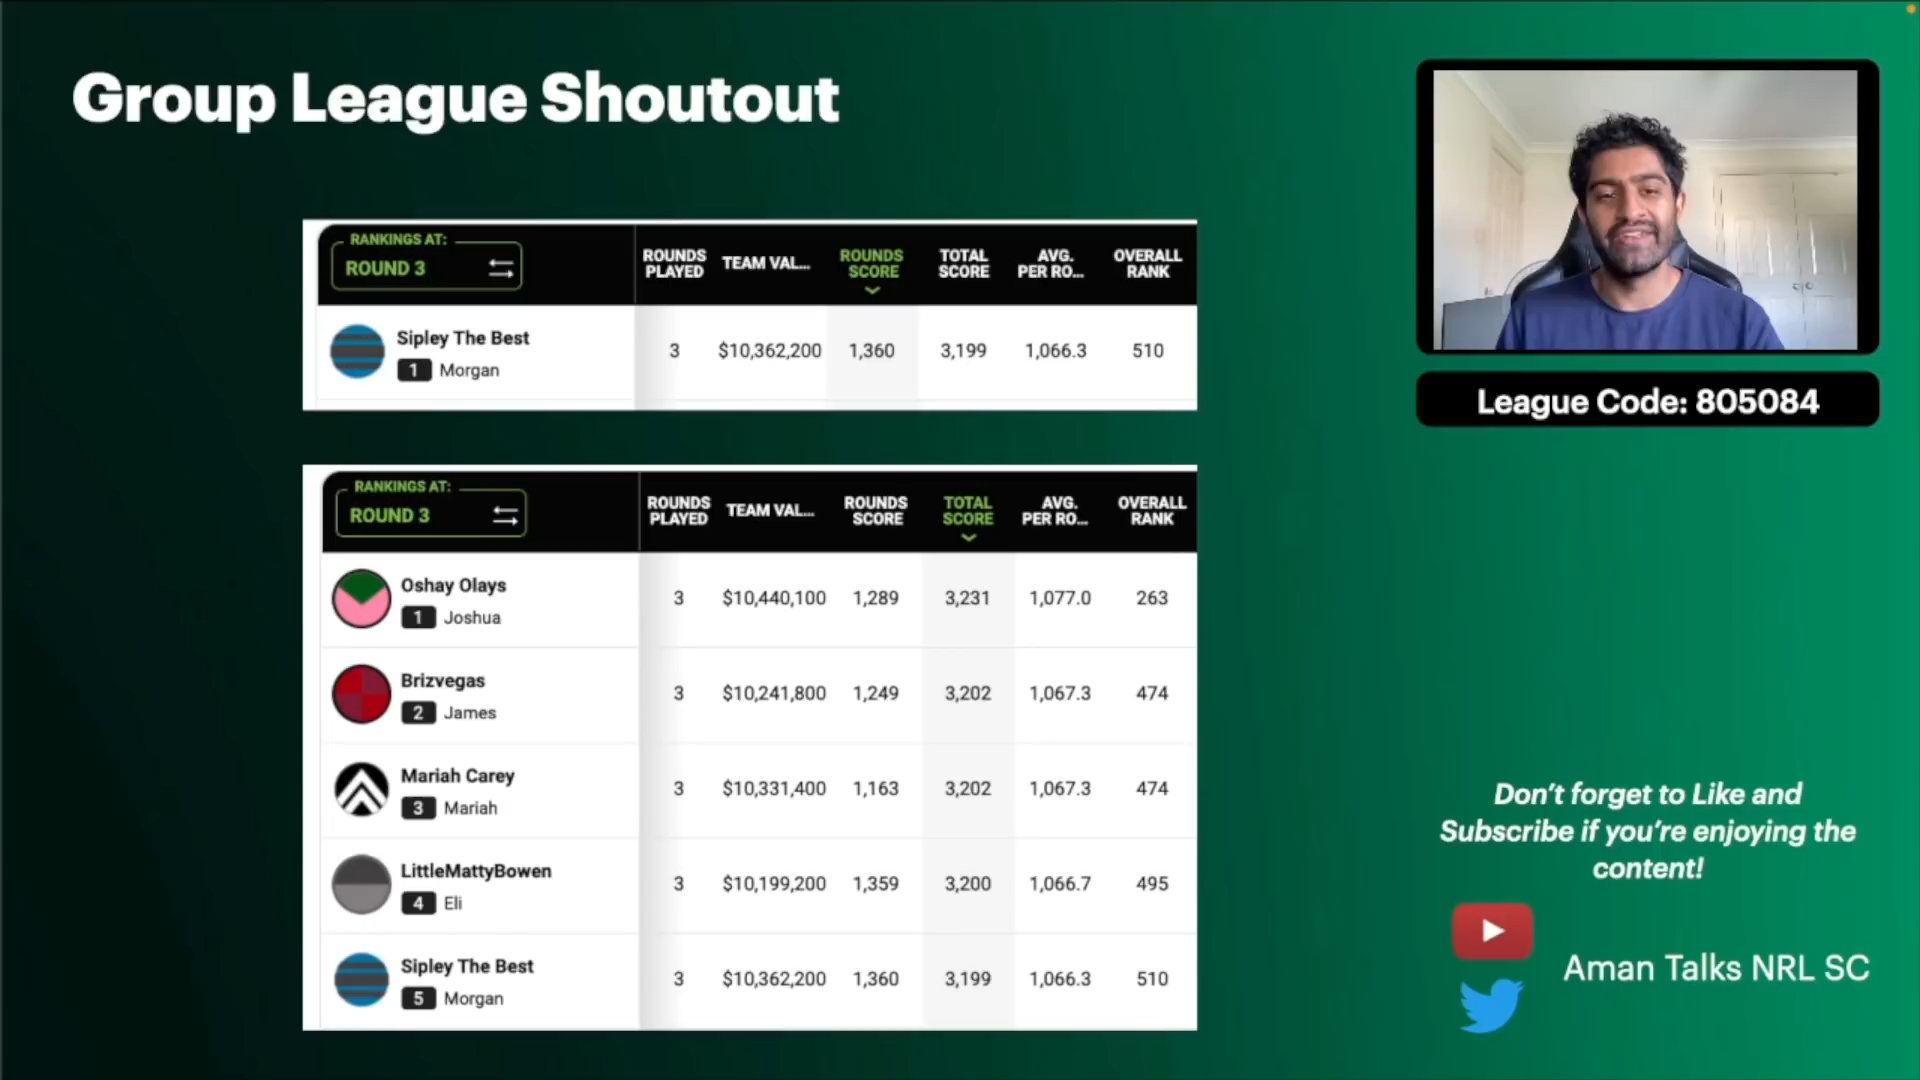 Group League Shoutout
RANKINGS AT:
ROUND 3
ROUNDS PLAYED TEAM VAL... ROUNDS SCORE TOTAL SCORE AVG. PER RO... OVERALL RANK
Sipley The Best
1 Morgan
3 $10,362,200 1,360 3,199 1,066.3 510
RANKINGS AT:
ROUND 3
ROUNDS PLAYED TEAM VAL... ROUNDS SCORE TOTAL SCORE AVG. PER RO... OVERALL RANK
Oshay Olays
1 Joshua
3 $10,440,100 1,289 3,231 1,077.0 263
Brizvegas
2 James
3 $10,241,800 1,249 3,202 1,067.3 474
Mariah Carey
3 Mariah
3 $10,331,400 1,163 3,202 1,067.3 474
LittleMattyBowen
4 Eli
3 $10,199,200 1,359 3,200 1,066.7 495
Sipley The Best
5 Morgan
3 $10,362,200 1,360 3,199 1,066.3 510
League Code: 805084
Don't forget to Like and
Subscribe if you're enjoying the
content!
Aman Talks NRL SC